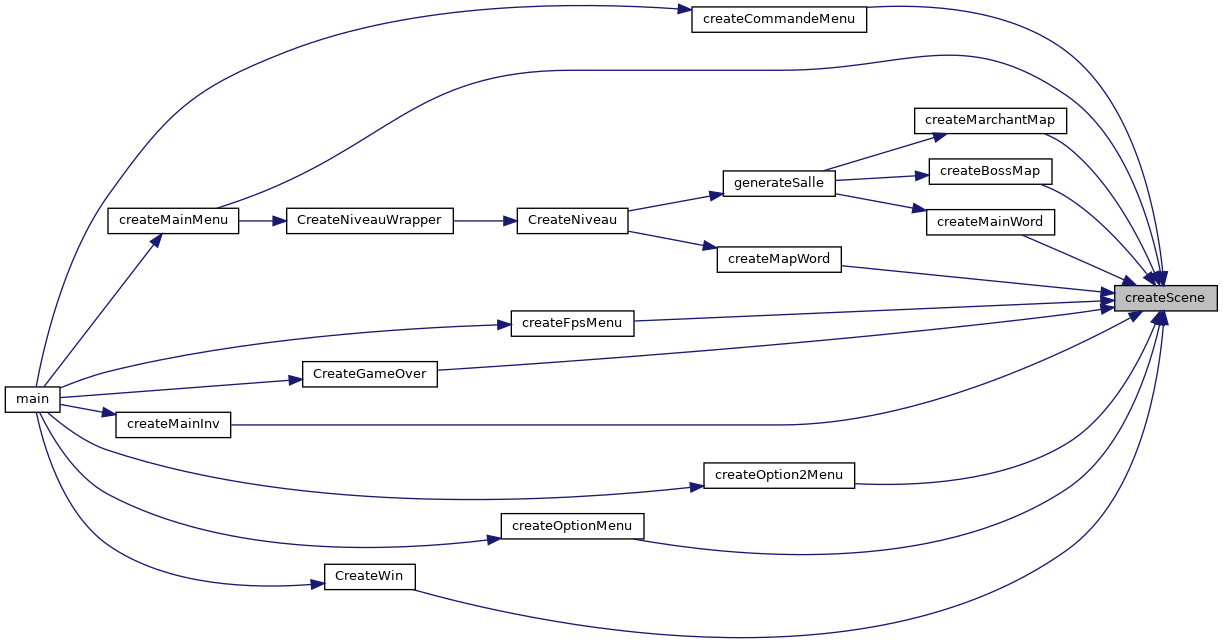 createCommandeMenu
createMarchantMap
createBossMap
generateSalle
createMainMenu
CreateNiveauWrapper
CreateNiveau
createMainWord
createMapWord
createScene
createFpsMenu
CreateGameOver
main
createMainInv
createOption2Menu
createOptionMenu
CreateWin